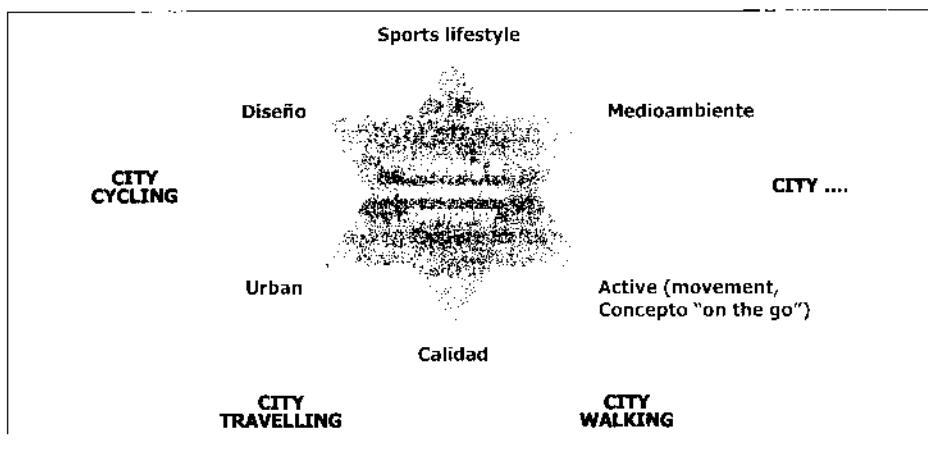 Sports lifestyle
Diseño
Medioambiente
CITY
CYCLING
CITY ....
Urban
Active (movement,
Concepto "on the go")
Calidad
CITY
TRAVELLING
CITY
WALKING